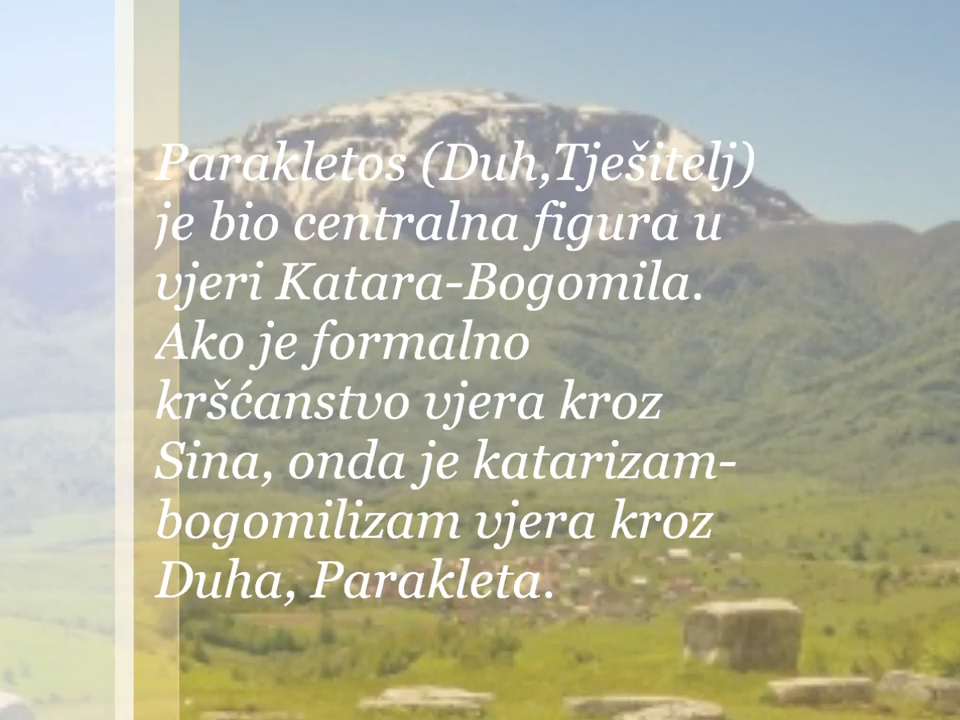 Parakletos (Duh,Tješitelj)
je bio centralna figura u
vjeri Katara-Bogomila.
Ako je formalno
kršćanstvo vjera kroz
Sina, onda je katarizam-
bogomilizam vjera kroz
Duha, Parakleta.